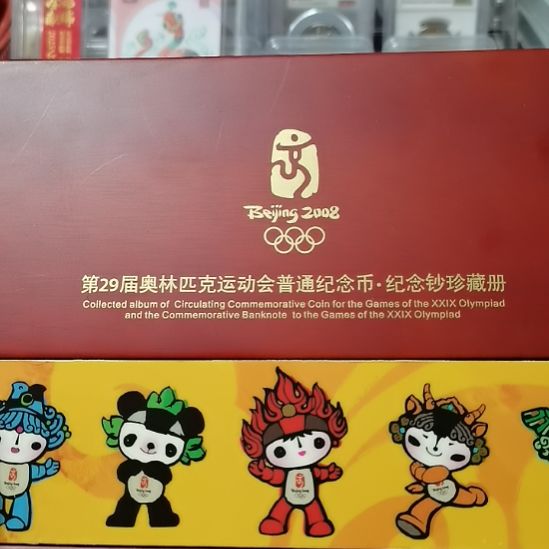 Beijing 2008
第29届奥林匹克运动会普通纪念币·纪念钞珍藏册
Collected album of Circulating Commemorative Coin for the Games of the XXIX Olympiad
and the Commemorative Banknote to the Games of the XXIX Olympiad